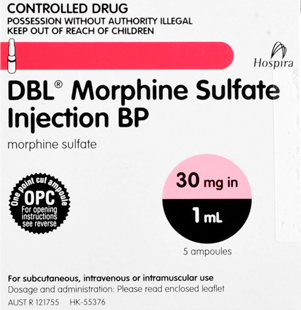 CONTROLLED DRUG
POSSESSION WITHOUT AUTHORITY ILLEGAL
KEEP OUT OF REACH OF CHILDREN
Hospira
DBL® Morphine Sulfate
Injection BP
morphine sulfate
One point cut ampoule
OPC
For opening
instructions
see reverse
30 mg in
1 mL
5 ampoules
For subcutaneous, intravenous or intramuscular use
Dosage and administration: Please read enclosed leaflet
AUST R 121755 HK-55376